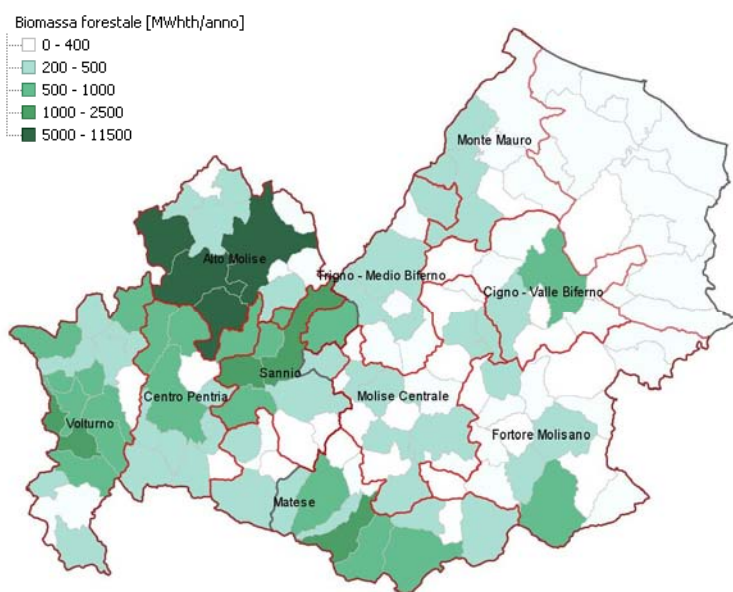 Biomassa forestale [MWhth/anno]
0 - 400
200 - 500
500 - 1000
1000 - 2500
5000 - 11500
Monte Mauro
Alto Molise
Trigno - Medio Biferno
Cigno - Valle Biferno
Sannio
Centro Pentria
Molise Centrale
Volturno
Fortore Molisano
Matese